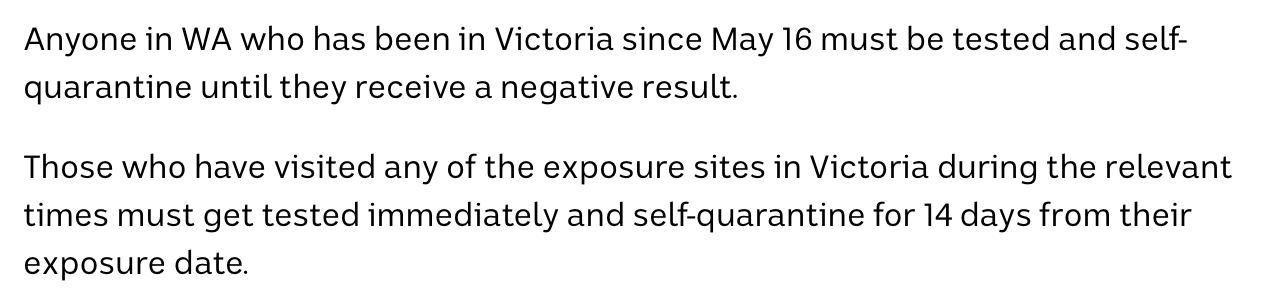 Anyone in WA who has been in Victoria since May 16 must be tested and self-
quarantine until they receive a negative result.
Those who have visited any of the exposure sites in Victoria during the relevant
times must get tested immediately and self-quarantine for 14 days from their
exposure date.